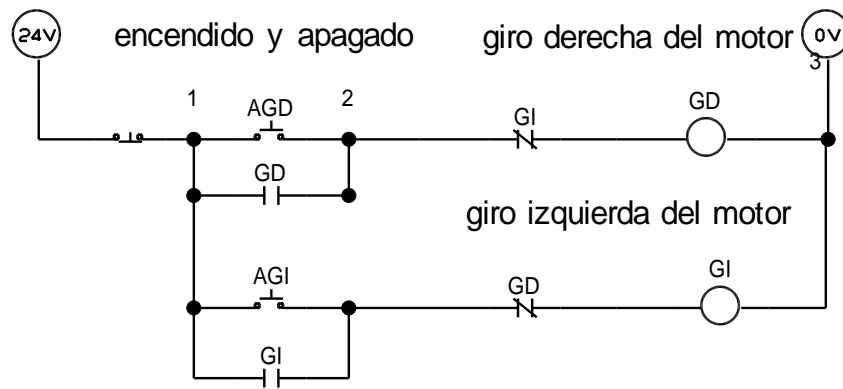 24V encendido y apagado giro derecha del motor 0V
3
1 AGD 2 GD
GI
GD
giro izquierda del motor
AGI GD GI
GI